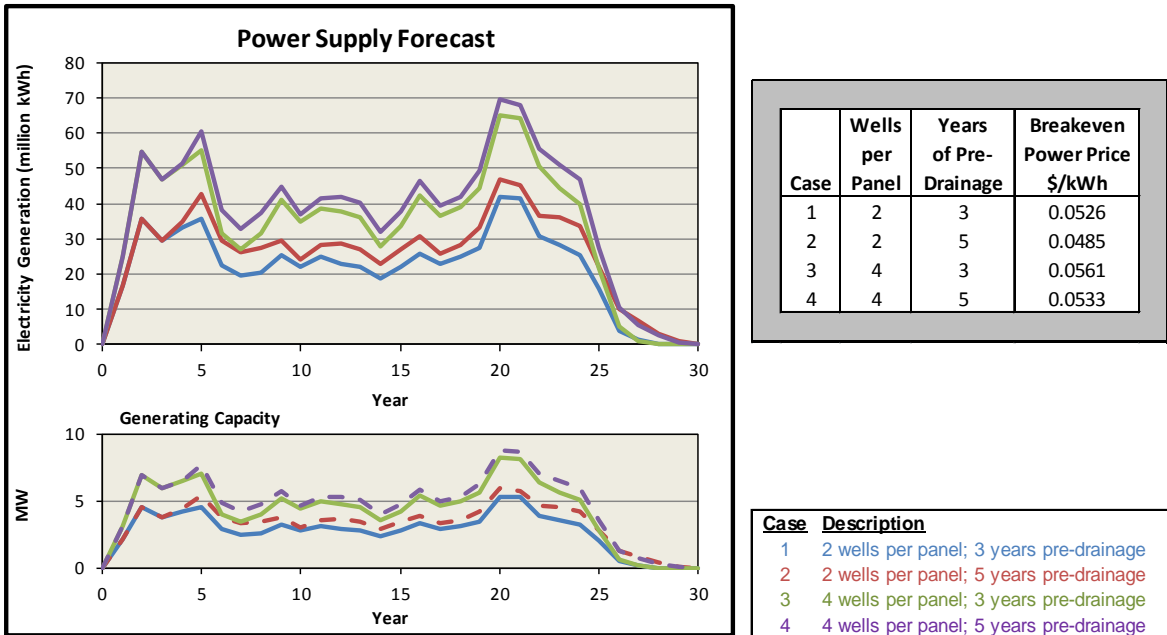 Power Supply Forecast
Electricity Generation (million kWh)
80
70
60
50
40
30
20
10
0
0 5 10 15 20 25 30
Year
Generating Capacity
MW
10
5
0
0 5 10 15 20 25 30
Year
Case Wells per Panel Years of Pre-Drainage Breakeven Power Price $/kWh
1 2 3 0.0526
2 2 5 0.0485
3 4 3 0.0561
4 4 5 0.0533
Case Description
1 2 wells per panel; 3 years pre-drainage
2 2 wells per panel; 5 years pre-drainage
3 4 wells per panel; 3 years pre-drainage
4 4 wells per panel; 5 years pre-drainage